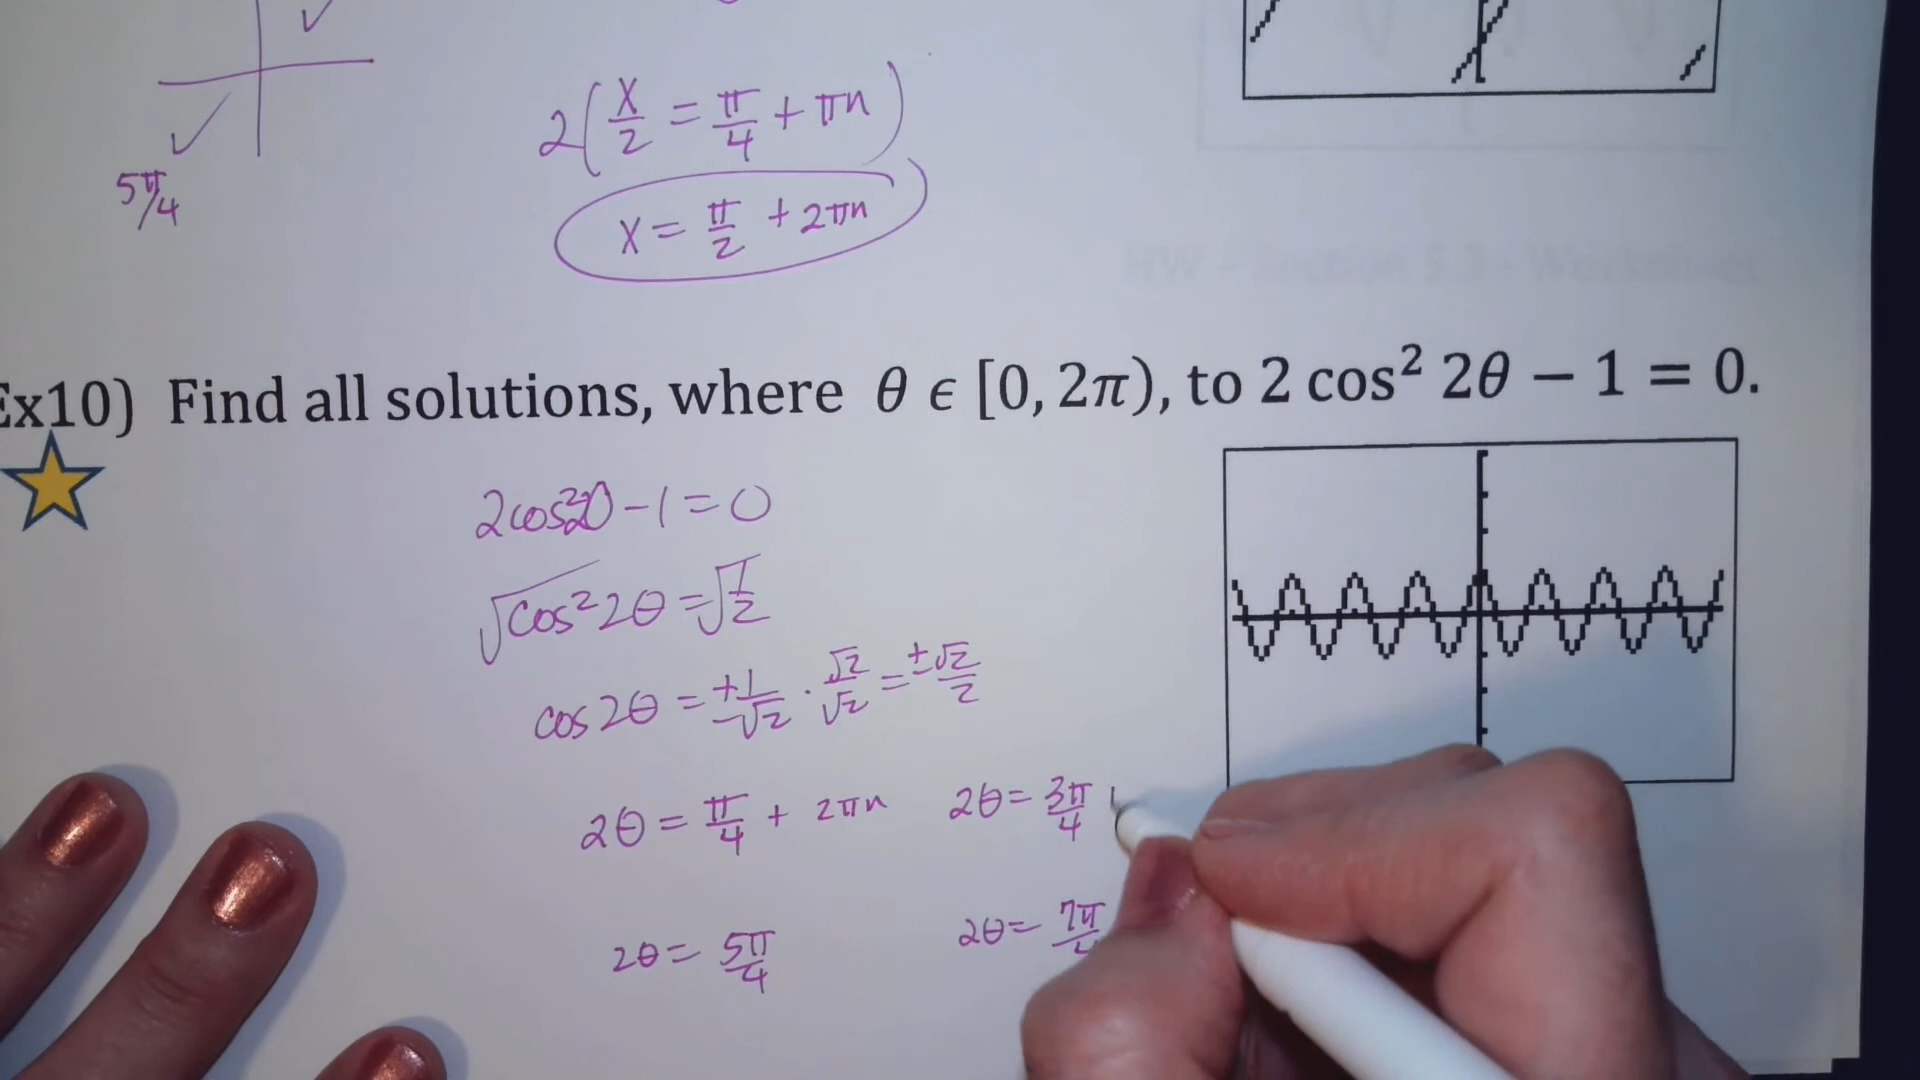 5π/4
2(x/2 = π/4 + πn)
x = π/2 + 2πn
Ex10) Find all solutions, where θ ϵ [0, 2π), to 2 cos² 2θ − 1 = 0.
2cos²2θ − 1 = 0
√cos²2θ = √1/2
cos 2θ = ±1/√2 · √2/√2 = ±√2/2
2θ = π/4 + 2πn 2θ = 3π/4
2θ = 5π/4 2θ = 7π/4